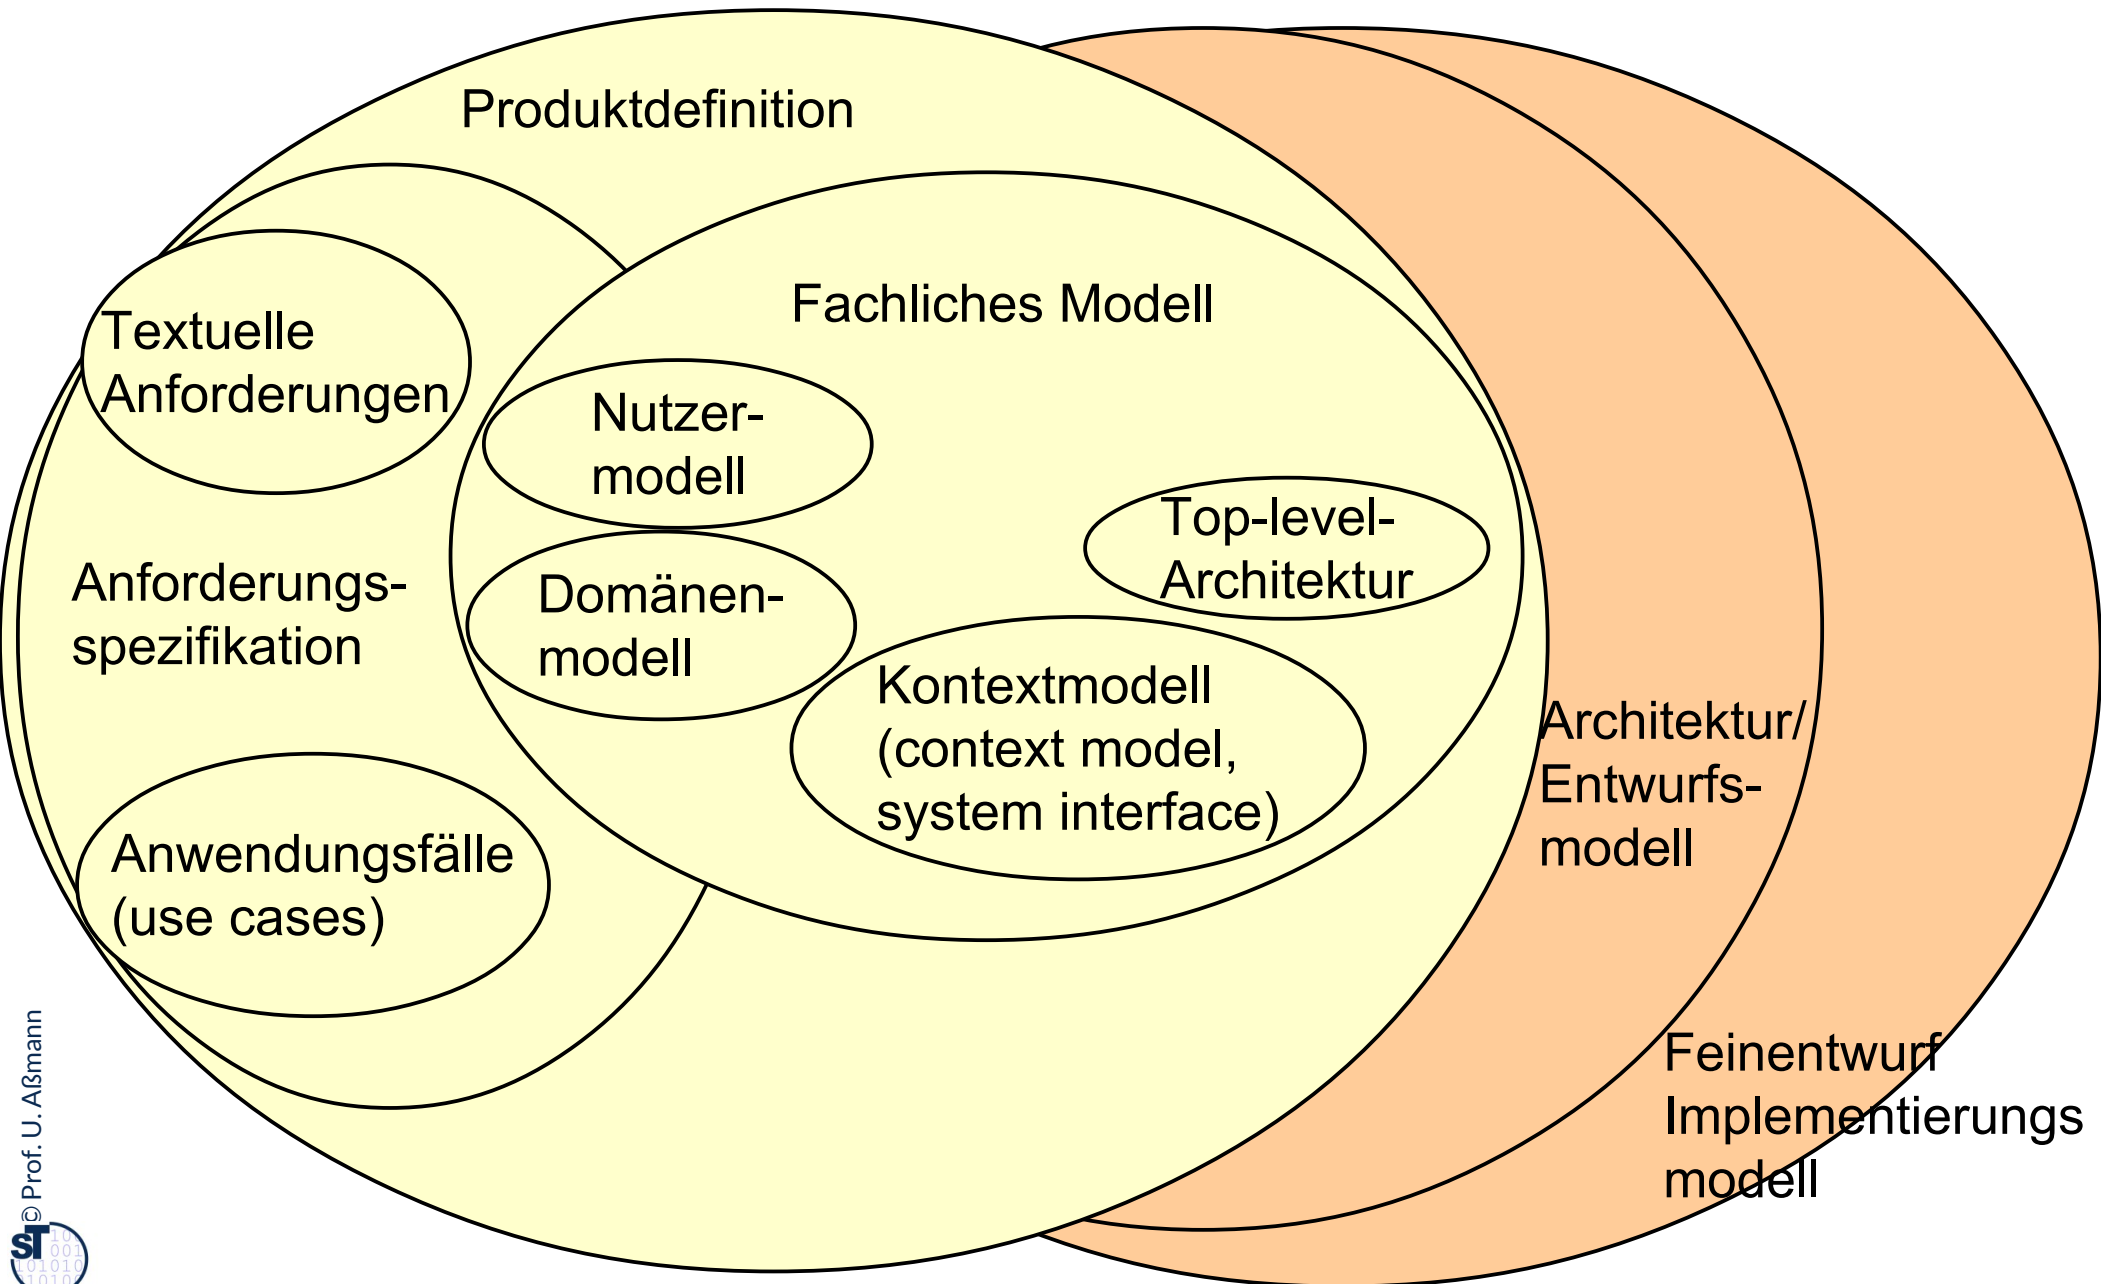 Produktdefinition
Fachliches Modell
Textuelle
Anforderungen
Nutzer-
modell
Top-level-
Architektur
Anforderungs-
spezifikation
Domänen-
modell
Kontextmodell
(context model,
system interface)
Architektur/
Entwurfs-
modell
Anwendungsfälle
(use cases)
Feinentwurf
Implementierungs
modell
© Prof. U. Aßmann
ST